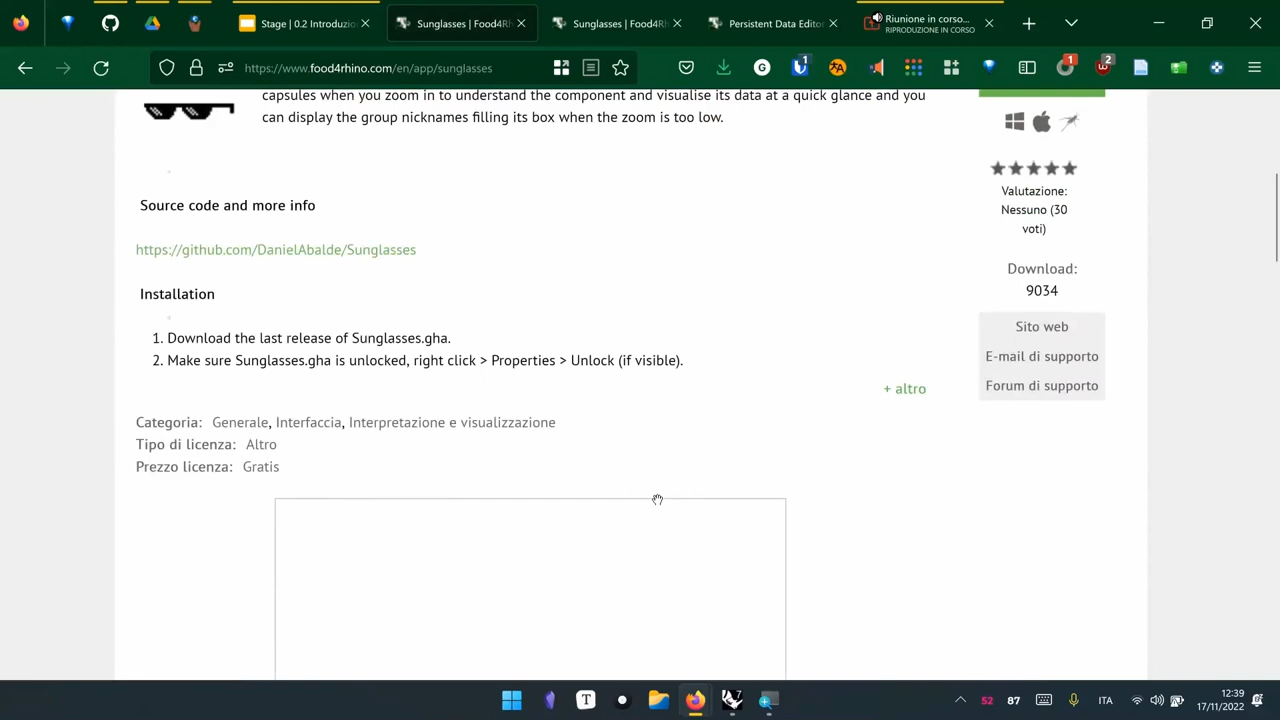 Stage | 0.2 Introduzio
Sunglasses | Food4Rh
Sunglasses | Food4Rh
Persistent Data Editor
Riunione in corso...
RIPRODUZIONE IN CORSO
https://www.food4rhino.com/en/app/sunglasses
1
1
2
capsules when you zoom in to understand the component and visualise its data at a quick glance and you
can display the group nicknames filling its box when the zoom is too low.
Source code and more info
https://github.com/DanielAbalde/Sunglasses
Installation
1. Download the last release of Sunglasses.gha.
2. Make sure Sunglasses.gha is unlocked, right click > Properties > Unlock (if visible).
+ altro
Categoria: Generale, Interfaccia, Interpretazione e visualizzazione
Tipo di licenza: Altro
Prezzo licenza: Gratis
Valutazione:
Nessuno (30
voti)
Download:
9034
Sito web
E-mail di supporto
Forum di supporto
52
87
ITA
12:39
17/11/2022